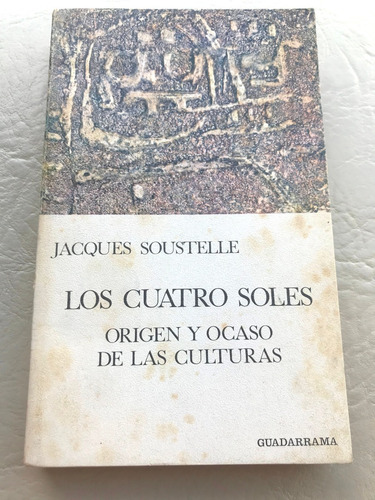 JACQUES SOUSTELLE
LOS CUATRO SOLES
ORIGEN Y OCASO
DE LAS CULTURAS
GUADARRAMA